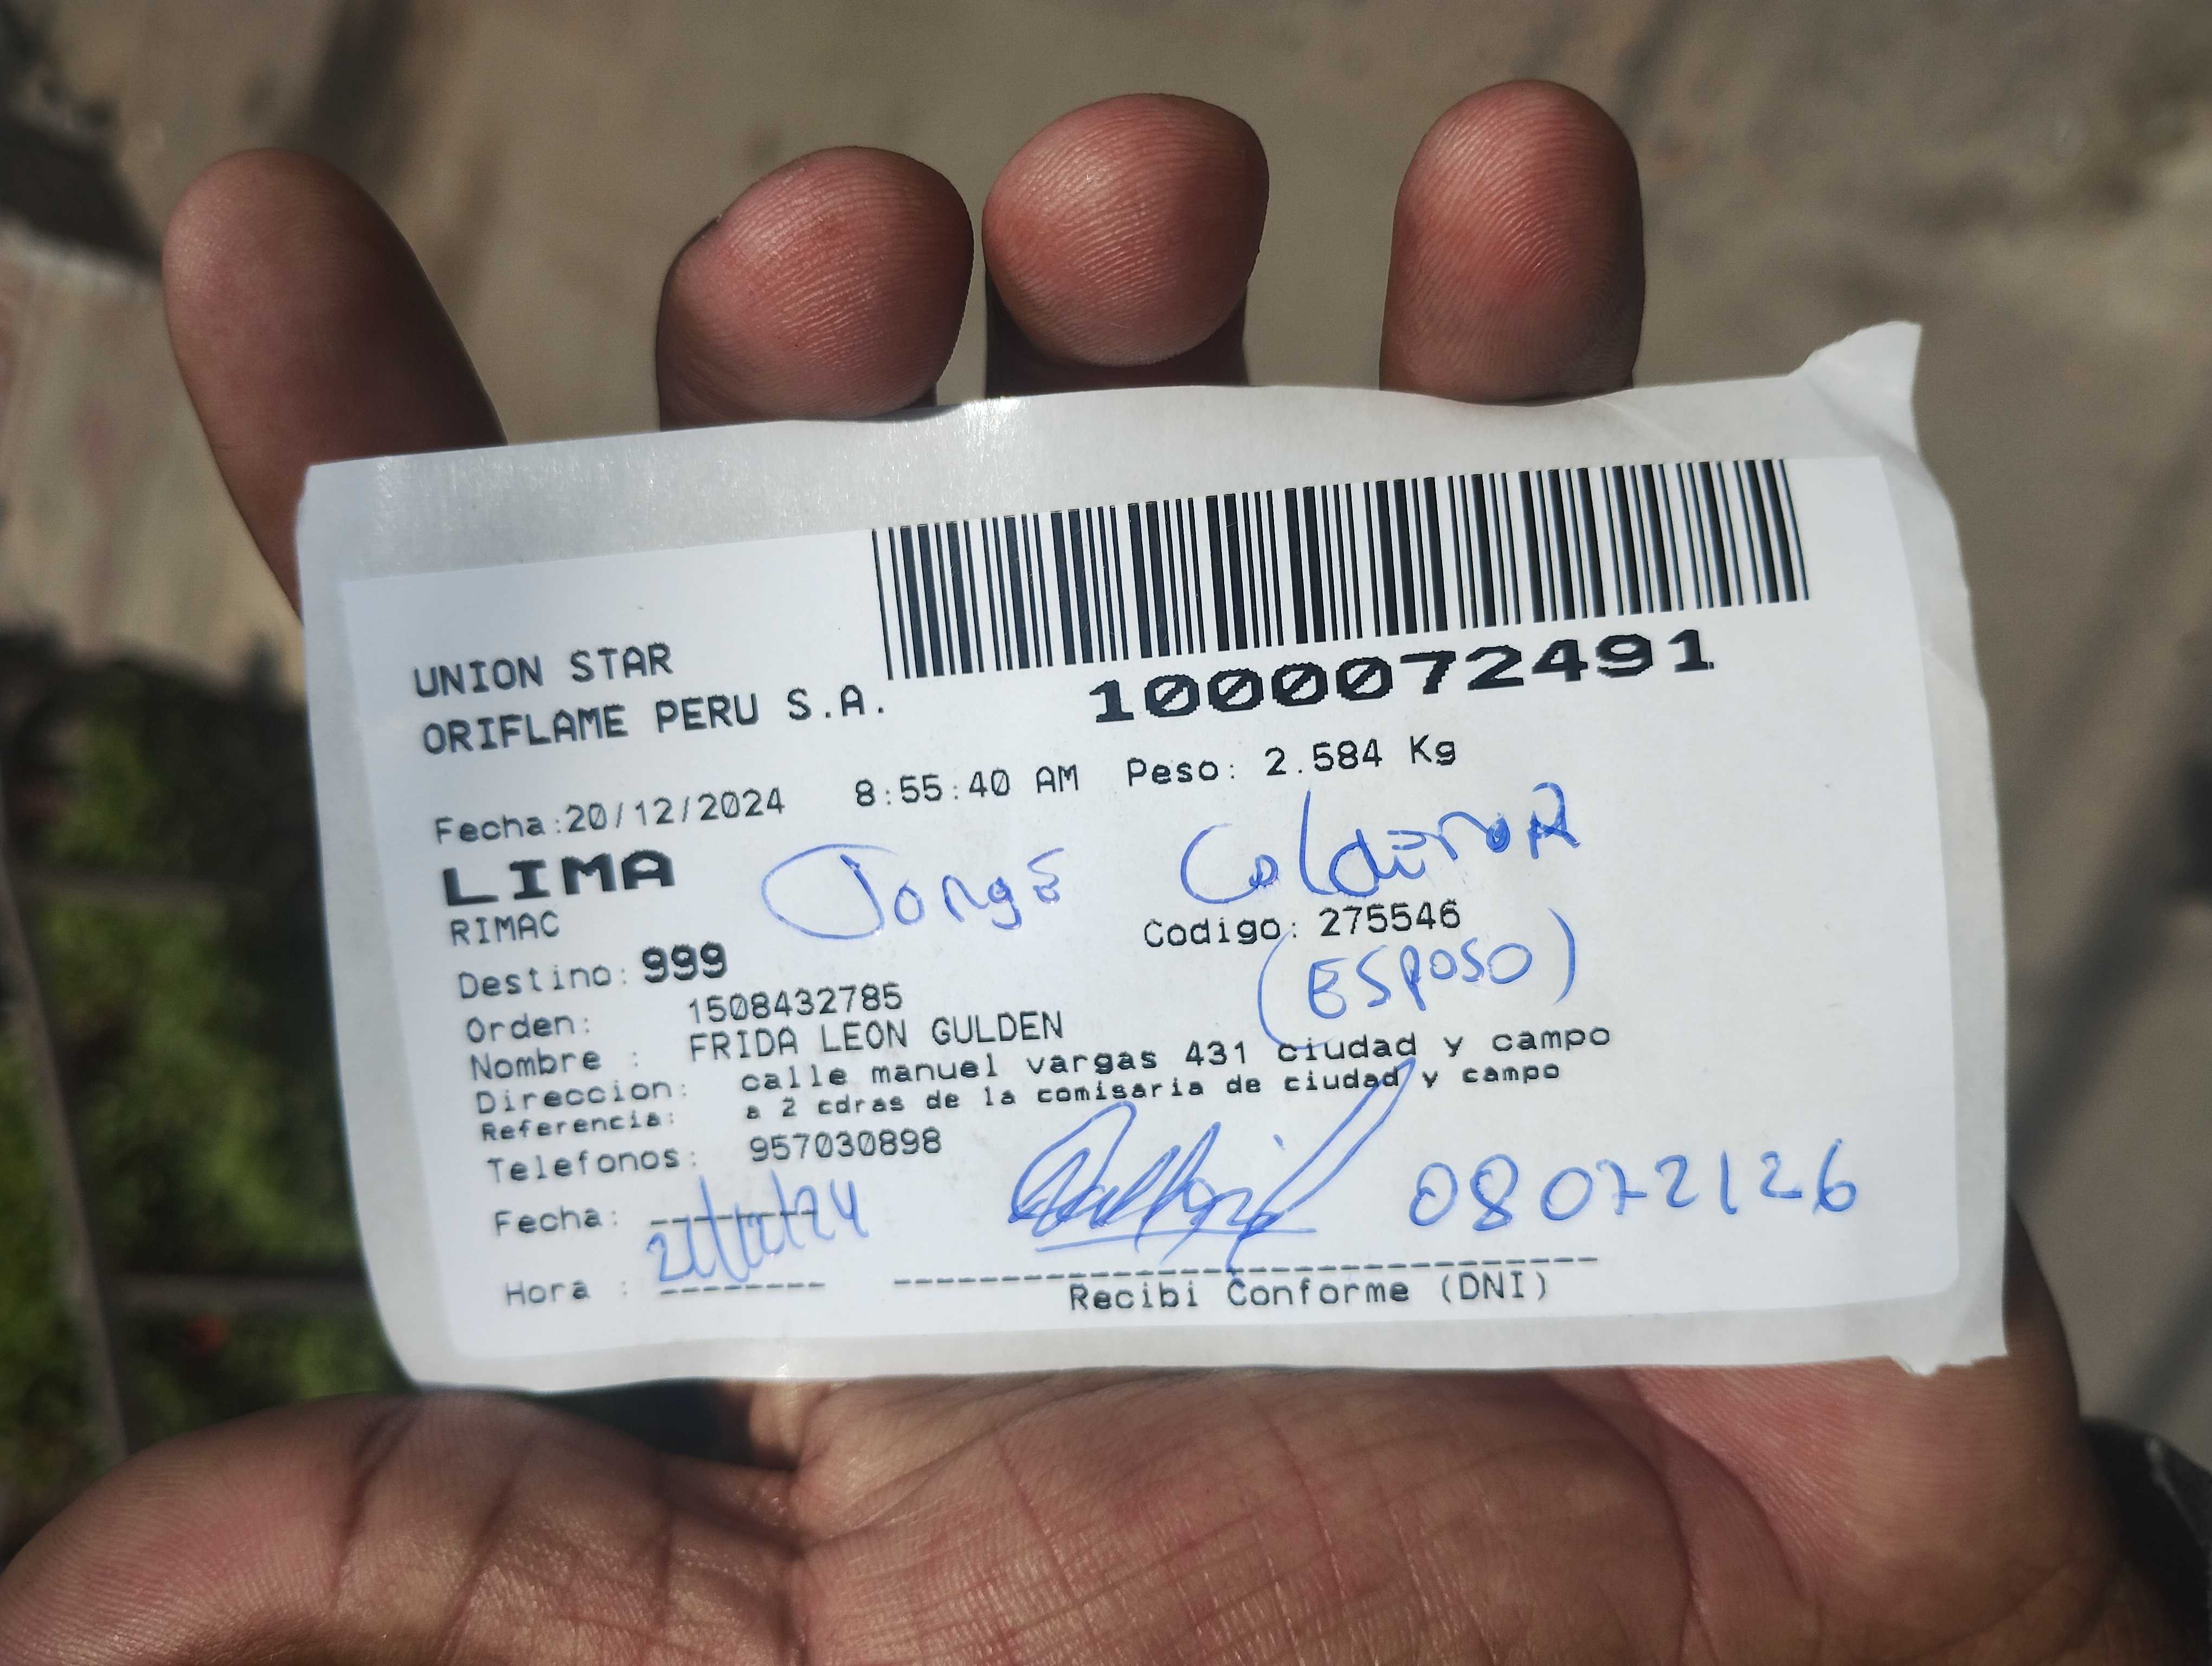 1000072491
UNION STAR
ORIFLAME PERU S.A.
Fecha:20/12/2024 8:55:40 AM Peso: 2.584 Kg
LIMA
Jorge Calderon
RIMAC
Codigo: 275546
Destino: 999
(ESPOSO)
Orden: 1508432785
Nombre : FRIDA LEON GULDEN
Direccion: calle manuel vargas 431 ciudad y campo
Referencia: a 2 cdras de la comisaria de ciudad y campo
Telefonos: 957030898
Fecha:
08072126
Hora :
Recibi Conforme (DNI)